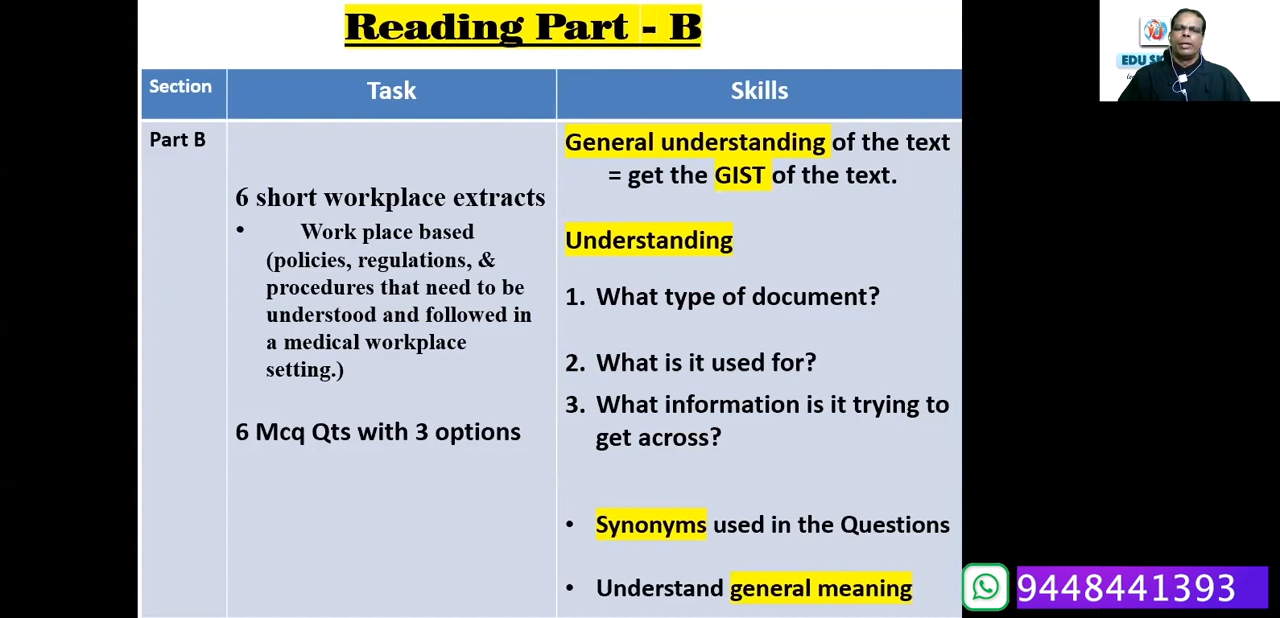 Reading Part - B
Section
Task
Skills
Part B
6 short workplace extracts
• Work place based
(policies, regulations, &
procedures that need to be
understood and followed in
a medical workplace
setting.)
6 Mcq Qts with 3 options
General understanding of the text
= get the GIST of the text.
Understanding
1. What type of document?
2. What is it used for?
3. What information is it trying to
get across?
• Synonyms used in the Questions
• Understand general meaning
EDU
9448441393